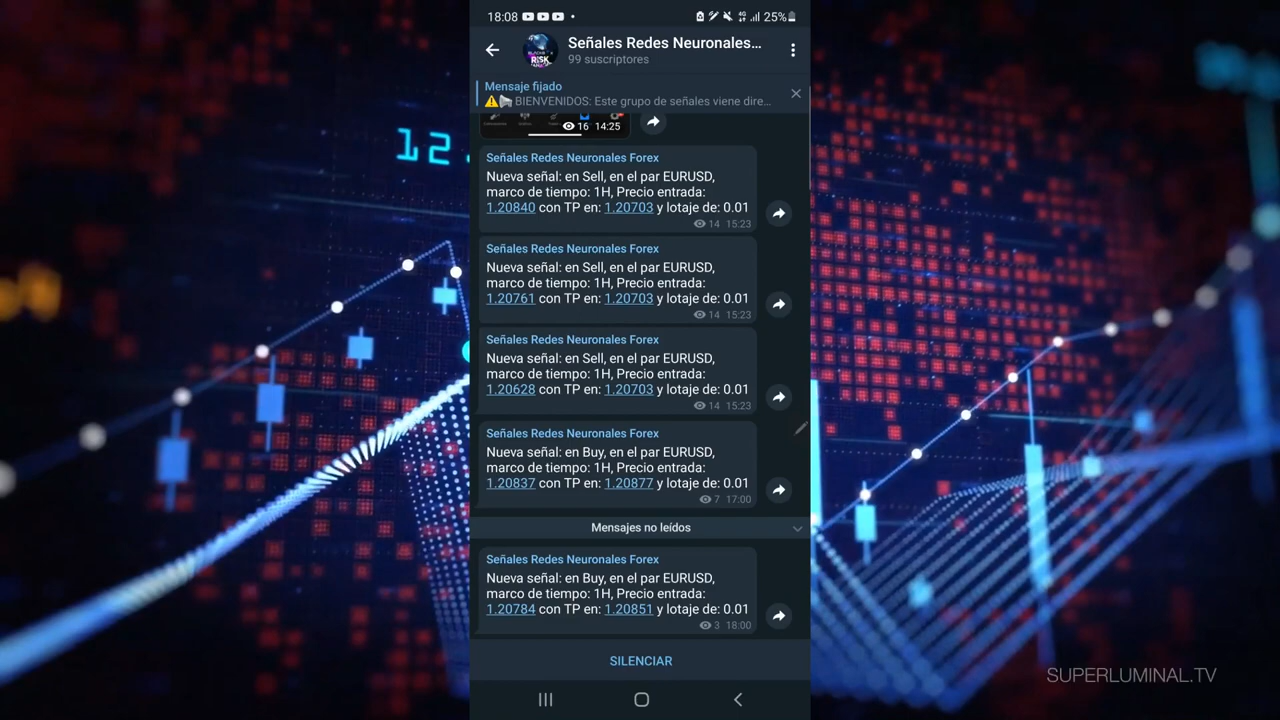 18:08
25%
Señales Redes Neuronales...
99 suscriptores
Mensaje fijado
BIENVENIDOS: Este grupo de señales viene dire...
16 14:25
12.
RISK
Señales Redes Neuronales Forex
Nueva señal: en Sell, en el par EURUSD,
marco de tiempo: 1H, Precio entrada:
1.20840 con TP en: 1.20703 y lotaje de: 0.01
14 15:23
Señales Redes Neuronales Forex
Nueva señal: en Sell, en el par EURUSD,
marco de tiempo: 1H, Precio entrada:
1.20761 con TP en: 1.20703 y lotaje de: 0.01
14 15:23
Señales Redes Neuronales Forex
Nueva señal: en Sell, en el par EURUSD,
marco de tiempo: 1H, Precio entrada:
1.20628 con TP en: 1.20703 y lotaje de: 0.01
14 15:23
Señales Redes Neuronales Forex
Nueva señal: en Buy, en el par EURUSD,
marco de tiempo: 1H, Precio entrada:
1.20837 con TP en: 1.20877 y lotaje de: 0.01
7 17:00
Mensajes no leídos
Señales Redes Neuronales Forex
Nueva señal: en Buy, en el par EURUSD,
marco de tiempo: 1H, Precio entrada:
1.20784 con TP en: 1.20851 y lotaje de: 0.01
3 18:00
SILENCIAR
SUPERLUMINAL.TV